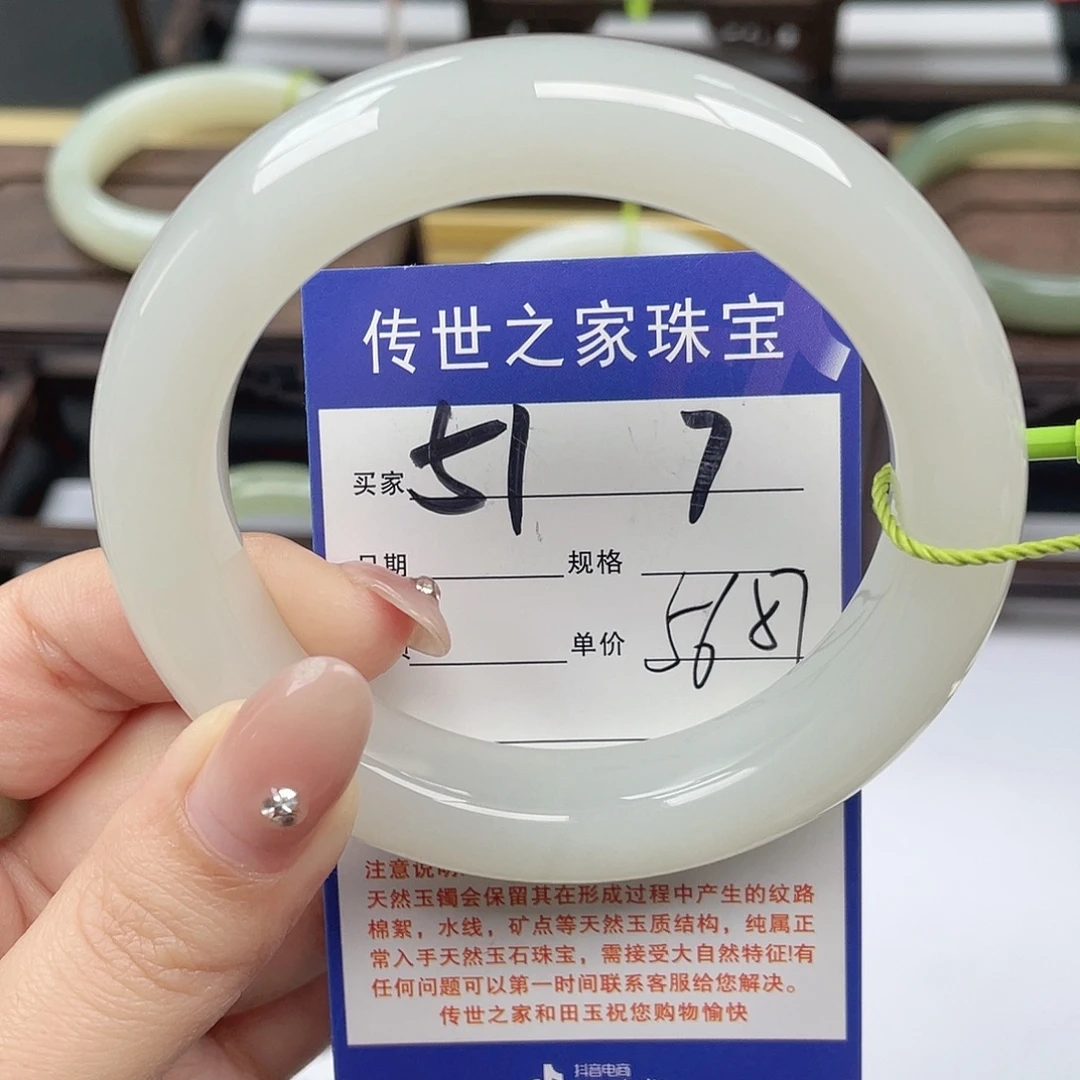 传世之家珠宝
买家 51 7
日期 规格
单价 5687
注意说明
天然玉镯会保留其在形成过程中产生的纹路
棉絮，水线，矿点等天然玉质结构，纯属正
常入手天然玉石珠宝，需接受大自然特征!有
任何问题可以第一时间联系客服给您解决。
传世之家和田玉祝您购物愉快
抖音电商